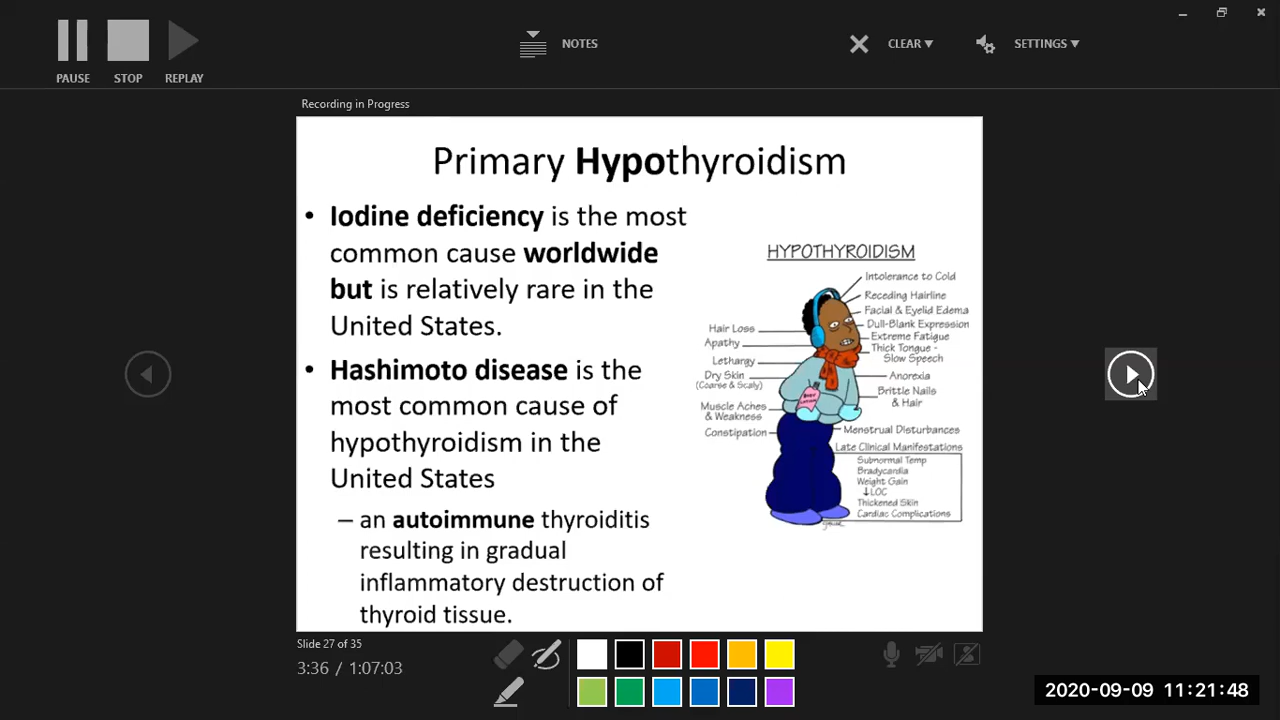 PAUSE STOP REPLAY
NOTES
CLEAR
SETTINGS
Recording in Progress
Primary Hypothyroidism
• Iodine deficiency is the most
common cause worldwide
but is relatively rare in the
United States.
• Hashimoto disease is the
most common cause of
hypothyroidism in the
United States
– an autoimmune thyroiditis
resulting in gradual
inflammatory destruction of
thyroid tissue.
HYPOTHYROIDISM
Hair Loss
Apathy
Lethargy
Dry Skin
(Coarse & Scaly)
Muscle Aches
& Weakness
Constipation
Intolerance to Cold
Receding Hairline
Facial & Eyelid Edema
Dull-Blank Expression
Extreme Fatigue
Thick Tongue -
Slow Speech
Anorexia
Brittle Nails
& Hair
Menstrual Disturbances
Late Clinical Manifestations
Subnormal Temp
Bradycardia
Weight Gain
↓LOC
Thickened Skin
Cardiac Complications
Slide 27 of 35
3:36 / 1:07:03
2020-09-09 11:21:48